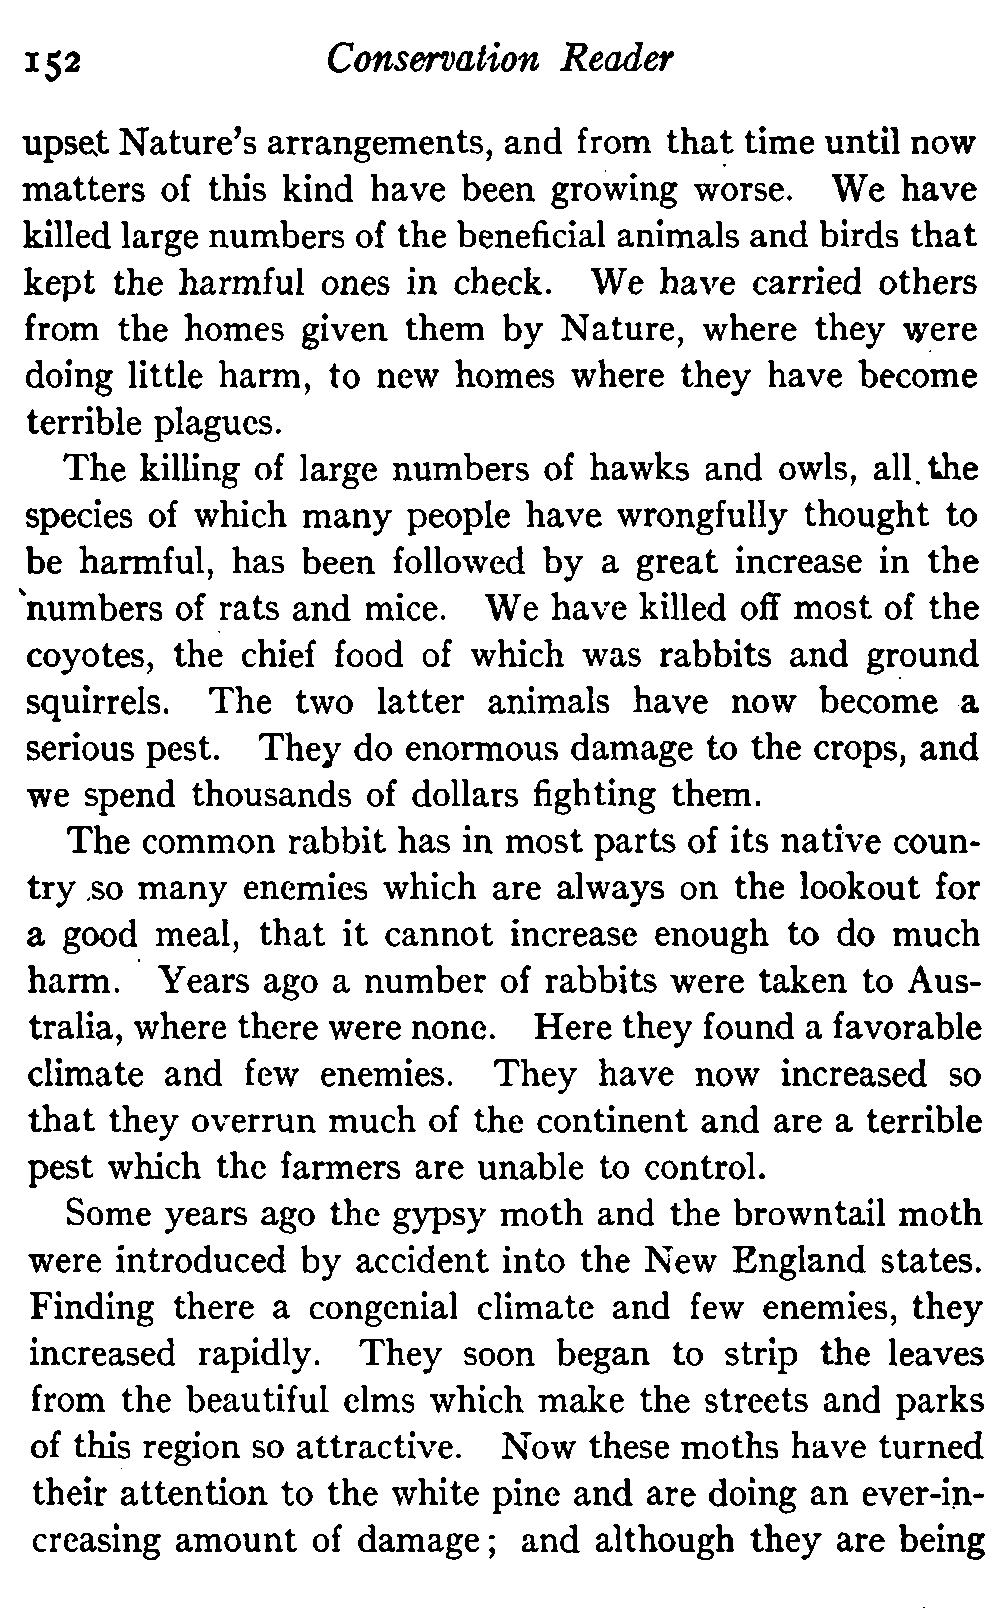 152 Conservation Reader
upset Nature's arrangements, and from that time until now
matters of this kind have been growing worse. We have
killed large numbers of the beneficial animals and birds that
kept the harmful ones in check. We have carried others
from the homes given them by Nature, where they were
doing little harm, to new homes where they have become
terrible plagues.
The killing of large numbers of hawks and owls, all the
species of which many people have wrongfully thought to
be harmful, has been followed by a great increase in the
numbers of rats and mice. We have killed off most of the
coyotes, the chief food of which was rabbits and ground
squirrels. The two latter animals have now become a
serious pest. They do enormous damage to the crops, and
we spend thousands of dollars fighting them.
The common rabbit has in most parts of its native coun-
try so many enemies which are always on the lookout for
a good meal, that it cannot increase enough to do much
harm. Years ago a number of rabbits were taken to Aus-
tralia, where there were none. Here they found a favorable
climate and few enemies. They have now increased so
that they overrun much of the continent and are a terrible
pest which the farmers are unable to control.
Some years ago the gypsy moth and the browntail moth
were introduced by accident into the New England states.
Finding there a congenial climate and few enemies, they
increased rapidly. They soon began to strip the leaves
from the beautiful elms which make the streets and parks
of this region so attractive. Now these moths have turned
their attention to the white pine and are doing an ever-in-
creasing amount of damage; and although they are being